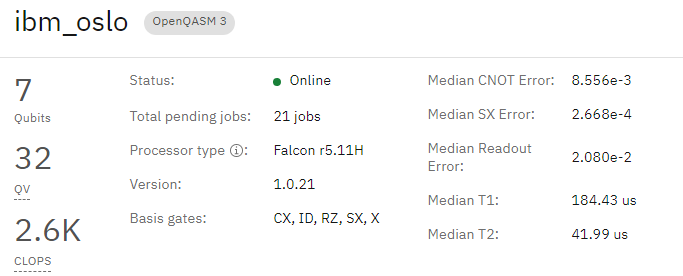 ibm_oslo OpenQASM 3
7
Qubits
32
QV
2.6K
CLOPS
Status: Online
Total pending jobs: 21 jobs
Processor type ⓘ: Falcon r5.11H
Version: 1.0.21
Basis gates: CX, ID, RZ, SX, X
Median CNOT Error: 8.556e-3
Median SX Error: 2.668e-4
Median Readout
Error: 2.080e-2
Median T1: 184.43 us
Median T2: 41.99 us